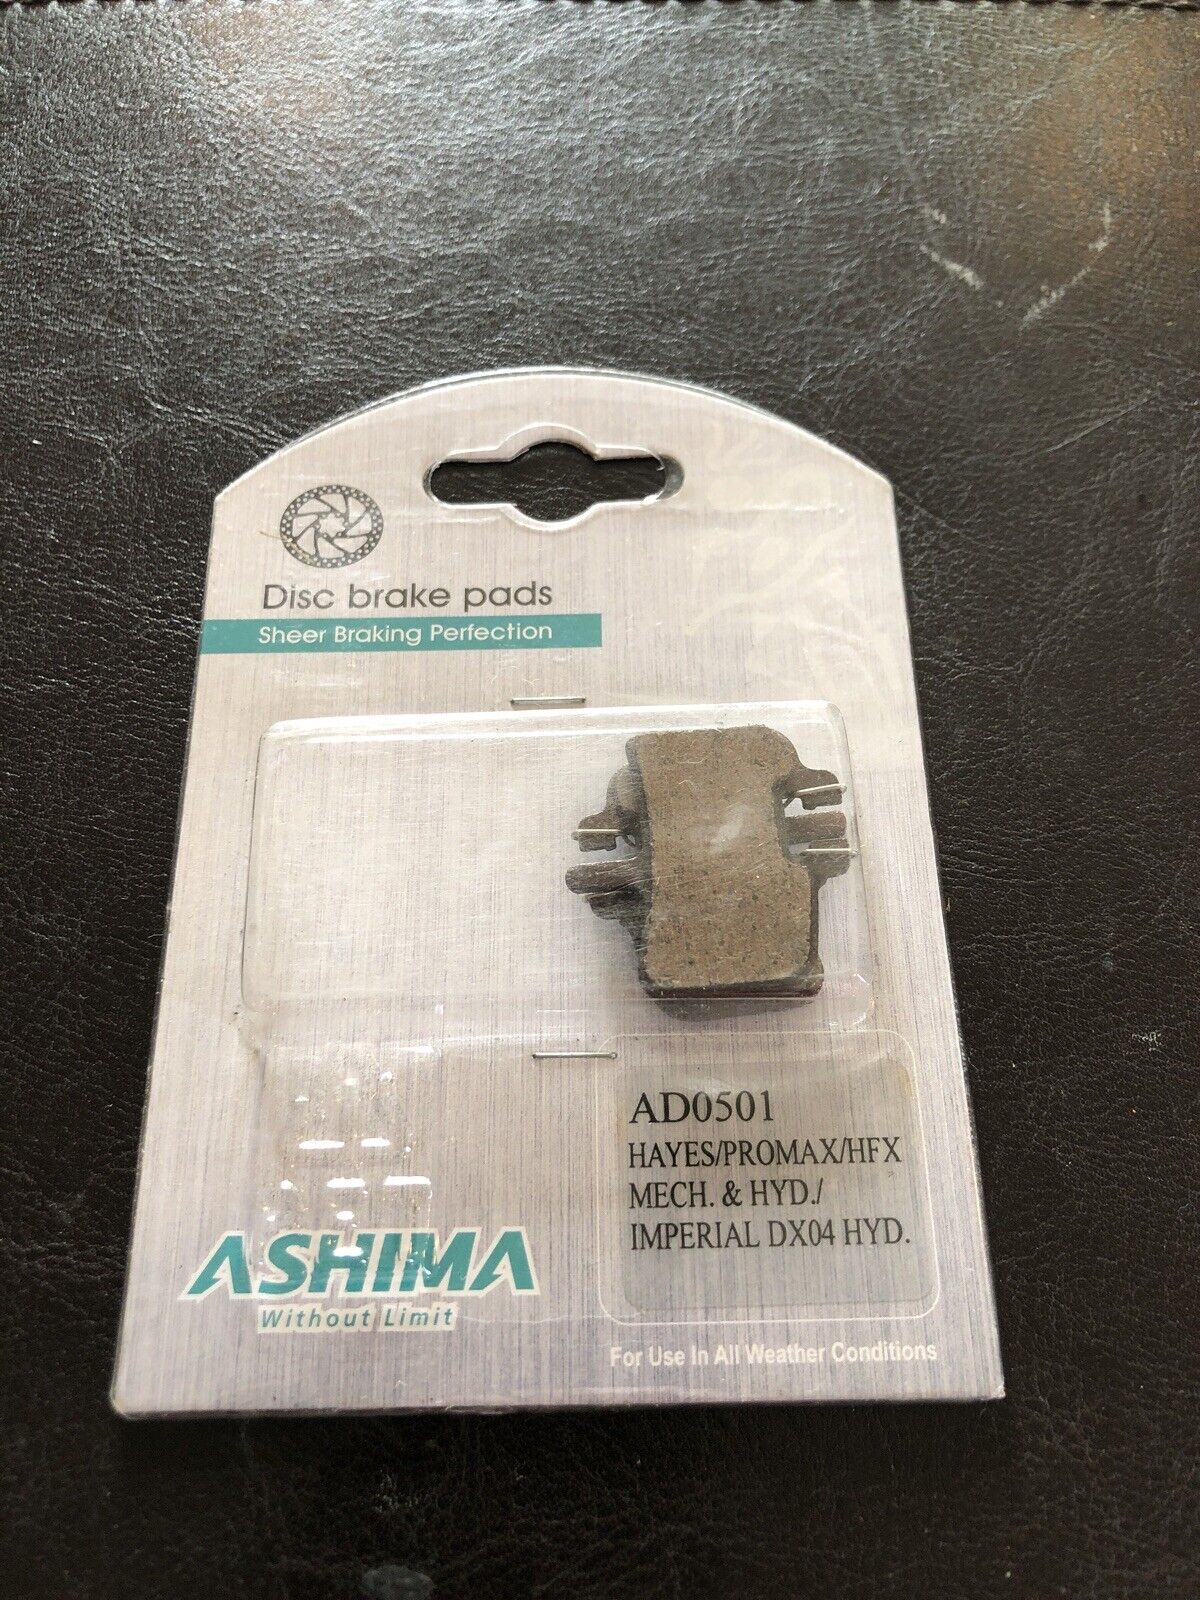 Disc brake pads
Sheer Braking Perfection
AD0501
HAYES/PROMAX/HFX
MECH. & HYD./
IMPERIAL DX04 HYD.
ASHIMA
Without Limit
For Use In All Weather Conditions